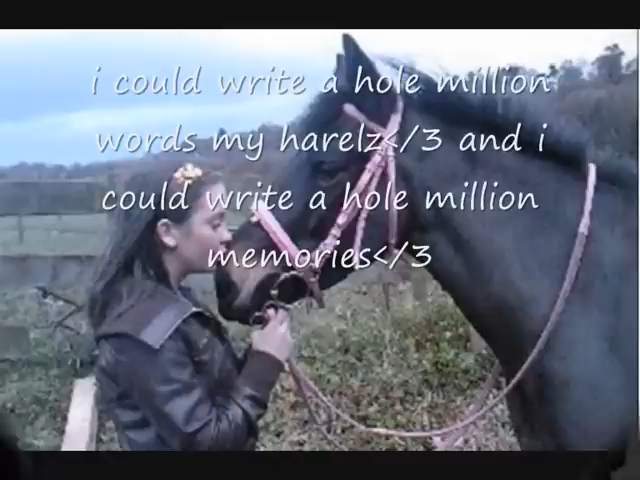 i could write a hole million
words my harelz</3 and i
could write a hole million
memories</3